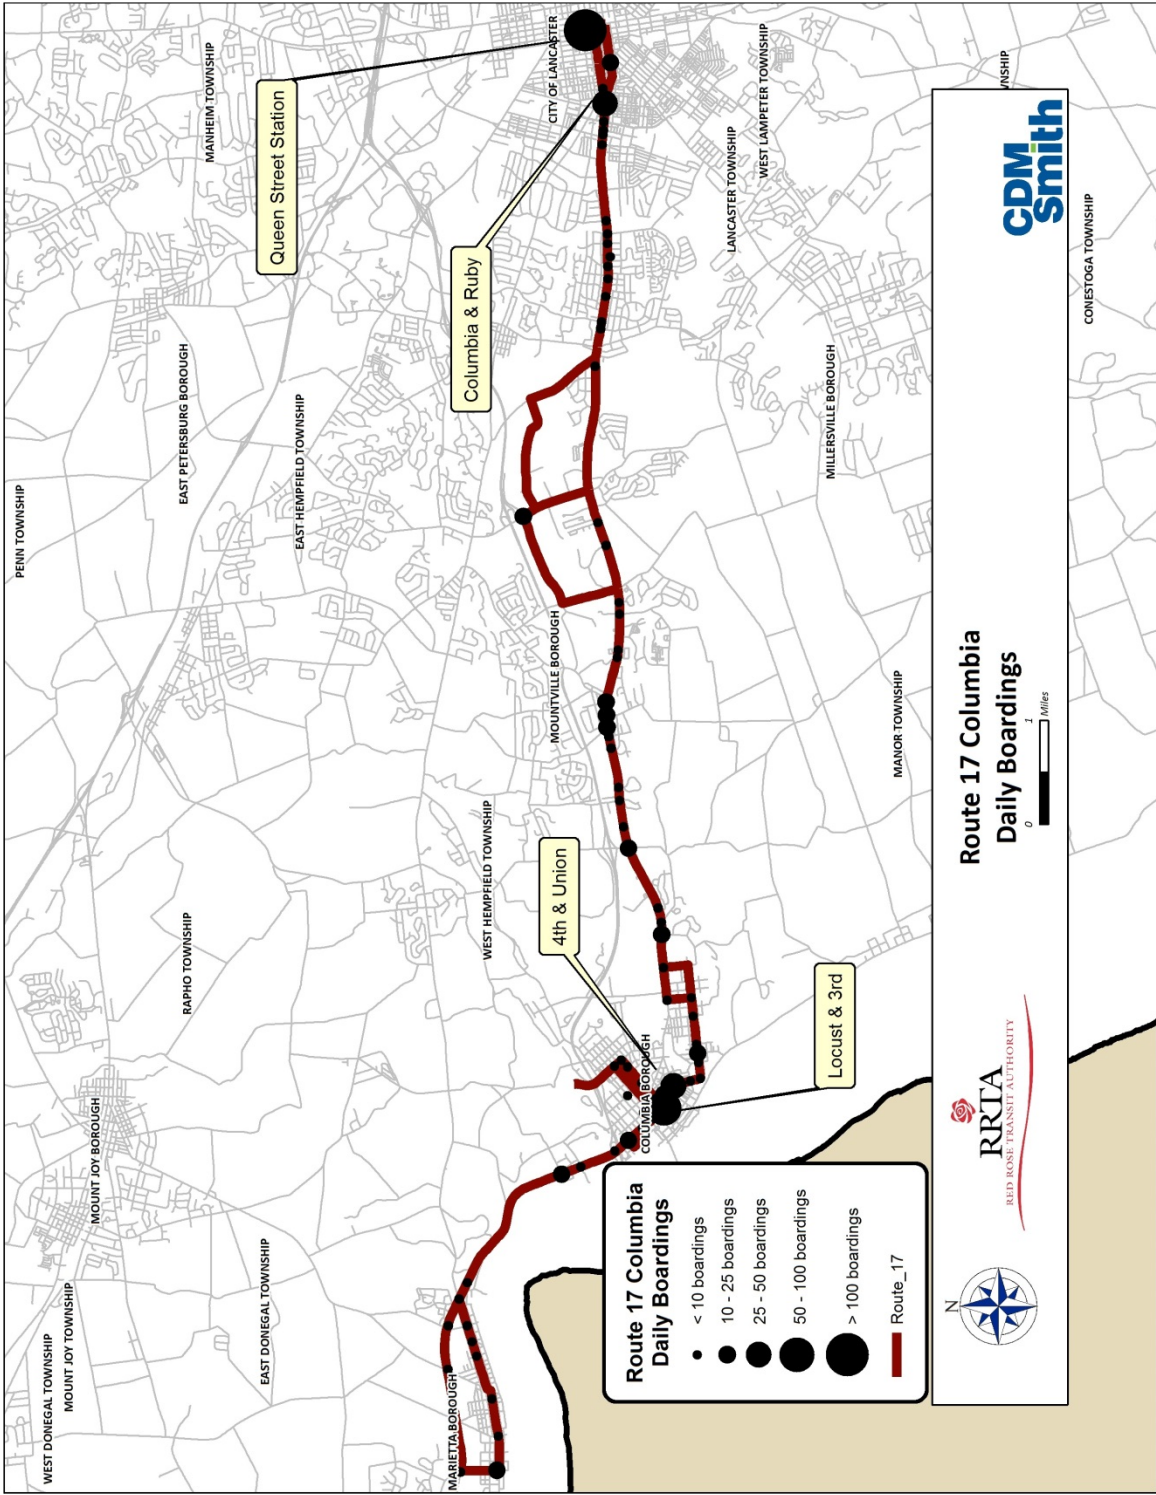 PENN TOWNSHIP
MANHEIM TOWNSHIP
CITY OF LANCASTER
Queen Street Station
EAST PETERSBURG BOROUGH
EAST HEMPFIELD TOWNSHIP
Columbia & Ruby
WEST LAMPETER TOWNSHIP
LANCASTER TOWNSHIP
WNSHIP
CONESTOGA TOWNSHIP
MILLERSVILLE BOROUGH
MOUNTVILLE BOROUGH
MANOR TOWNSHIP
WEST HEMPFIELD TOWNSHIP
RAPHO TOWNSHIP
4th & Union
Locust & 3rd
COLUMBIA BOROUGH
MOUNT JOY BOROUGH
WEST DONEGAL TOWNSHIP
MOUNT JOY TOWNSHIP
EAST DONEGAL TOWNSHIP
MARIETTA BOROUGH
Route 17 Columbia
Daily Boardings
< 10 boardings
10 - 25 boardings
25 - 50 boardings
50 - 100 boardings
> 100 boardings
Route_17
N
RRTA
RED ROSE TRANSIT AUTHORITY
Route 17 Columbia
Daily Boardings
0 1
Miles
CDM
Smith